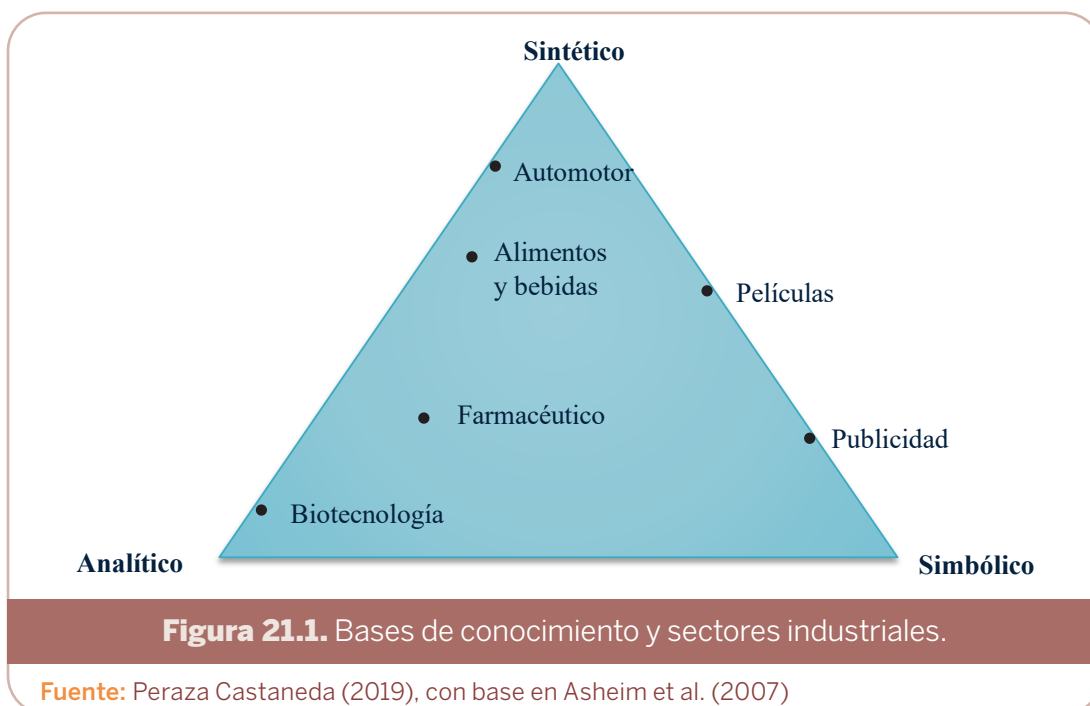 Sintético
Automotor
Alimentos
y bebidas
Películas
Farmacéutico
Publicidad
Biotecnología
Analítico
Simbólico
Figura 21.1. Bases de conocimiento y sectores industriales.
Fuente: Peraza Castaneda (2019), con base en Asheim et al. (2007)